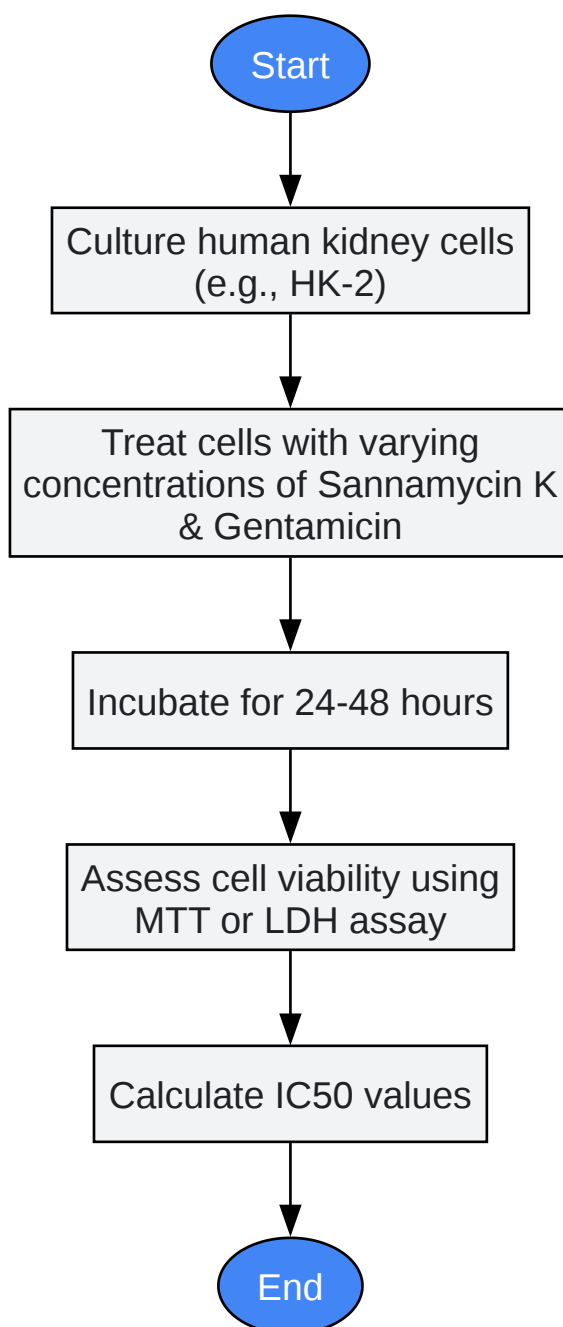 Start
Culture human kidney cells
(e.g., HK-2)
Treat cells with varying
concentrations of Sannamycin K
& Gentamicin
Incubate for 24-48 hours
Assess cell viability using
MTT or LDH assay
Calculate IC50 values
End